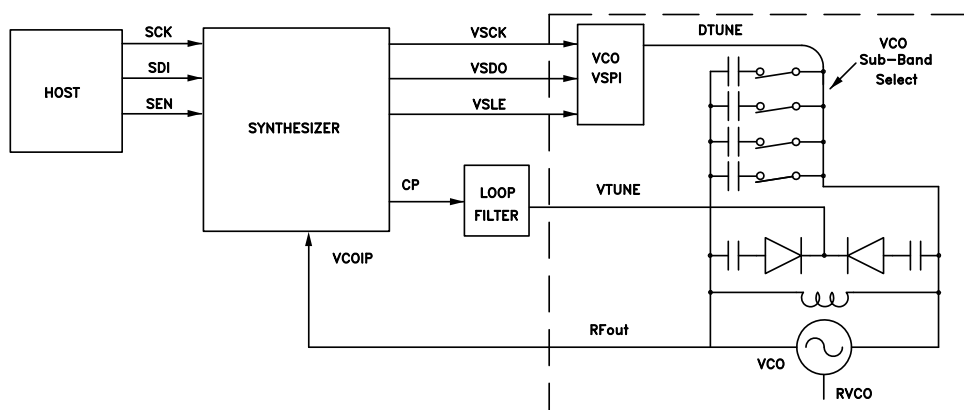 HOST
SCK
SDI
SEN
SYNTHESIZER
VSCK
VSDO
VSLE
VCO
VSPI
DTUNE
VCO
Sub-Band
Select
CP
LOOP
FILTER
VTUNE
VCOIP
RFout
VCO
RVCO